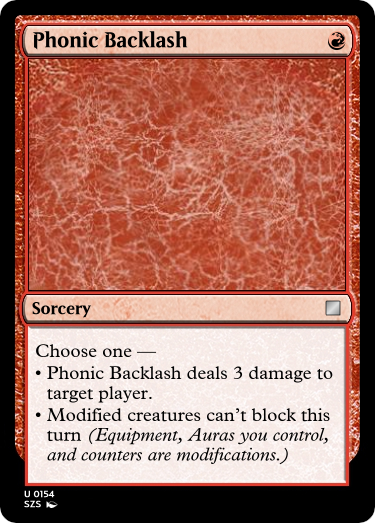 Phonic Backlash
Sorcery
Choose one —
• Phonic Backlash deals 3 damage to
target player.
• Modified creatures can't block this
turn (Equipment, Auras you control,
and counters are modifications.)
U 0154
SZS